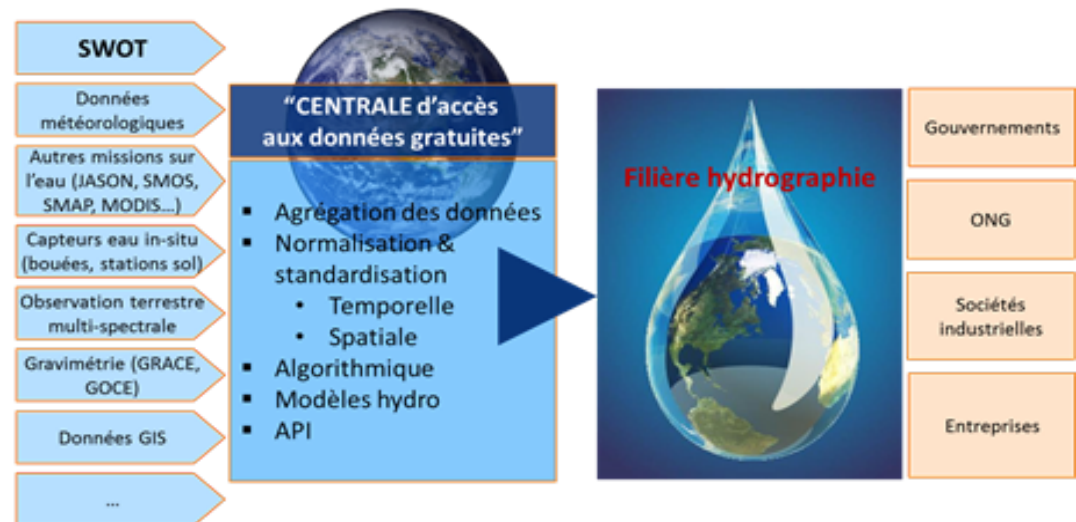 SWOT
Données
météorologiques
Autres missions sur
l'eau (JASON, SMOS,
SMAP, MODIS...)
Capteurs eau in-situ
(bouées, stations sol)
Observation terrestre
multi-spectrale
Gravimétrie (GRACE,
GOCE)
Données GIS
...
“CENTRALE d'accès
aux données gratuites”
▪ Agrégation des données
▪ Normalisation &
standardisation
• Temporelle
• Spatiale
▪ Algorithmique
▪ Modèles hydro
▪ API
Filière hydrographie
Gouvernements
ONG
Sociétés
industrielles
Entreprises